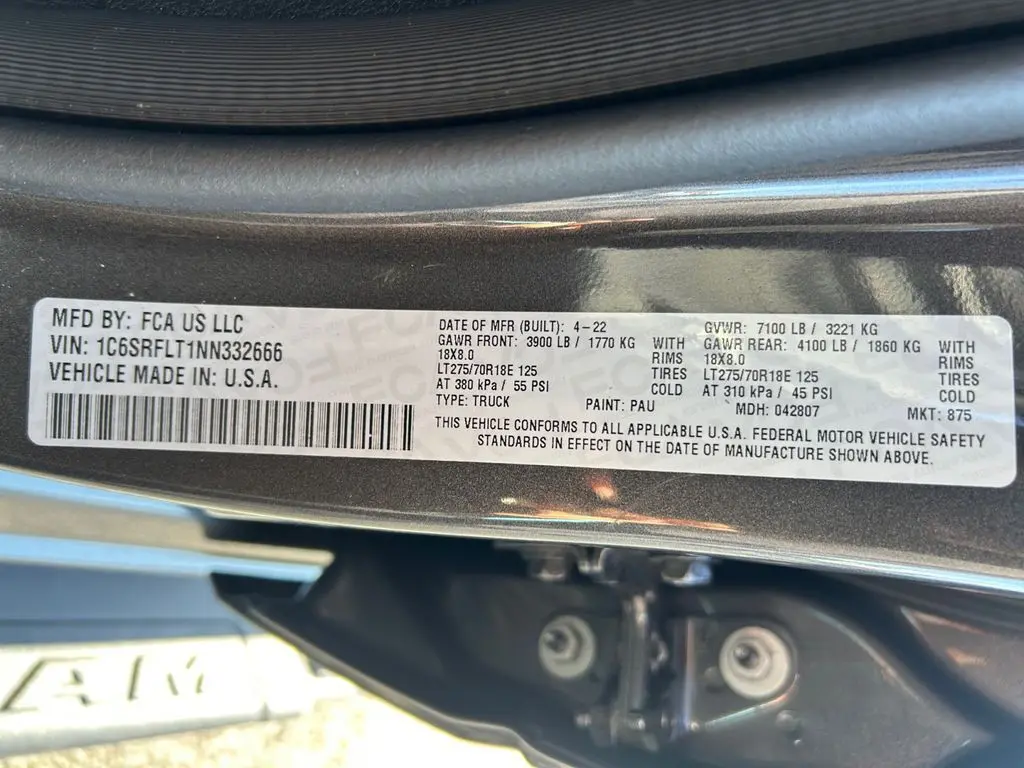 MFD BY: FCA US LLC
VIN: 1C6SRFLT1NN332666
VEHICLE MADE IN: U.S.A.
DATE OF MFR (BUILT): 4-22 GVWR: 7100 LB / 3221 KG
GAWR FRONT: 3900 LB / 1770 KG WITH GAWR REAR: 4100 LB / 1860 KG WITH
18X8.0 RIMS 18X8.0 RIMS
LT275/70R18E 125 TIRES LT275/70R18E 125 TIRES
AT 380 kPa / 55 PSI COLD AT 310 kPa / 45 PSI COLD
TYPE: TRUCK PAINT: PAU MDH: 042807 MKT: 875
THIS VEHICLE CONFORMS TO ALL APPLICABLE U.S.A. FEDERAL MOTOR VEHICLE SAFETY
STANDARDS IN EFFECT ON THE DATE OF MANUFACTURE SHOWN ABOVE.